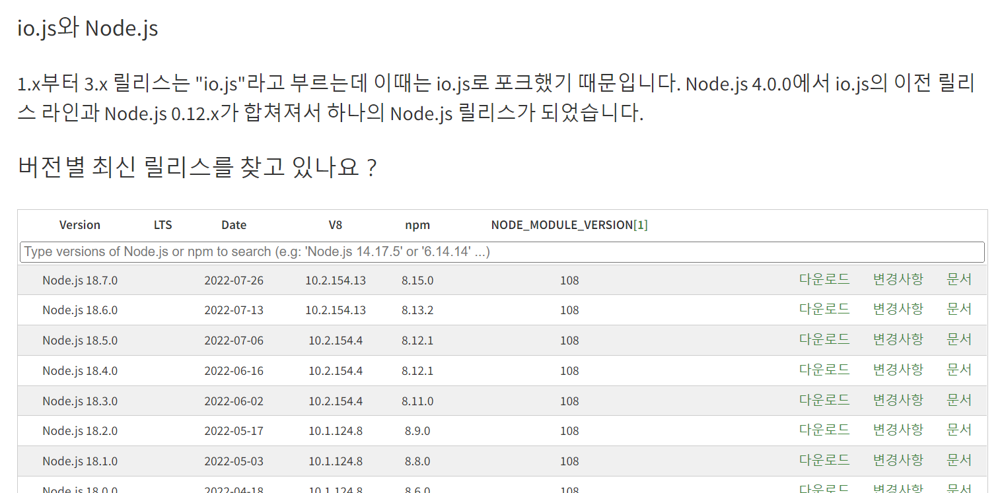 io.js와 Node.js
1.x부터 3.x 릴리스는 "io.js"라고 부르는데 이때는 io.js로 포크했기 때문입니다. Node.js 4.0.0에서 io.js의 이전 릴리
스 라인과 Node.js 0.12.x가 합쳐져서 하나의 Node.js 릴리스가 되었습니다.
버전별 최신 릴리스를 찾고 있나요 ?
Version LTS Date V8 npm NODE_MODULE_VERSION[1]
Type versions of Node.js or npm to search (e.g: 'Node.js 14.17.5' or '6.14.14' ...)
Node.js 18.7.0 2022-07-26 10.2.154.13 8.15.0 108 다운로드 변경사항 문서
Node.js 18.6.0 2022-07-13 10.2.154.13 8.13.2 108 다운로드 변경사항 문서
Node.js 18.5.0 2022-07-06 10.2.154.4 8.12.1 108 다운로드 변경사항 문서
Node.js 18.4.0 2022-06-16 10.2.154.4 8.12.1 108 다운로드 변경사항 문서
Node.js 18.3.0 2022-06-02 10.2.154.4 8.11.0 108 다운로드 변경사항 문서
Node.js 18.2.0 2022-05-17 10.1.124.8 8.9.0 108 다운로드 변경사항 문서
Node.js 18.1.0 2022-05-03 10.1.124.8 8.8.0 108 다운로드 변경사항 문서
Node.js 18.0.0 2022-04-18 10.1.124.8 8.6.0 108 다운로드 변경사항 문서